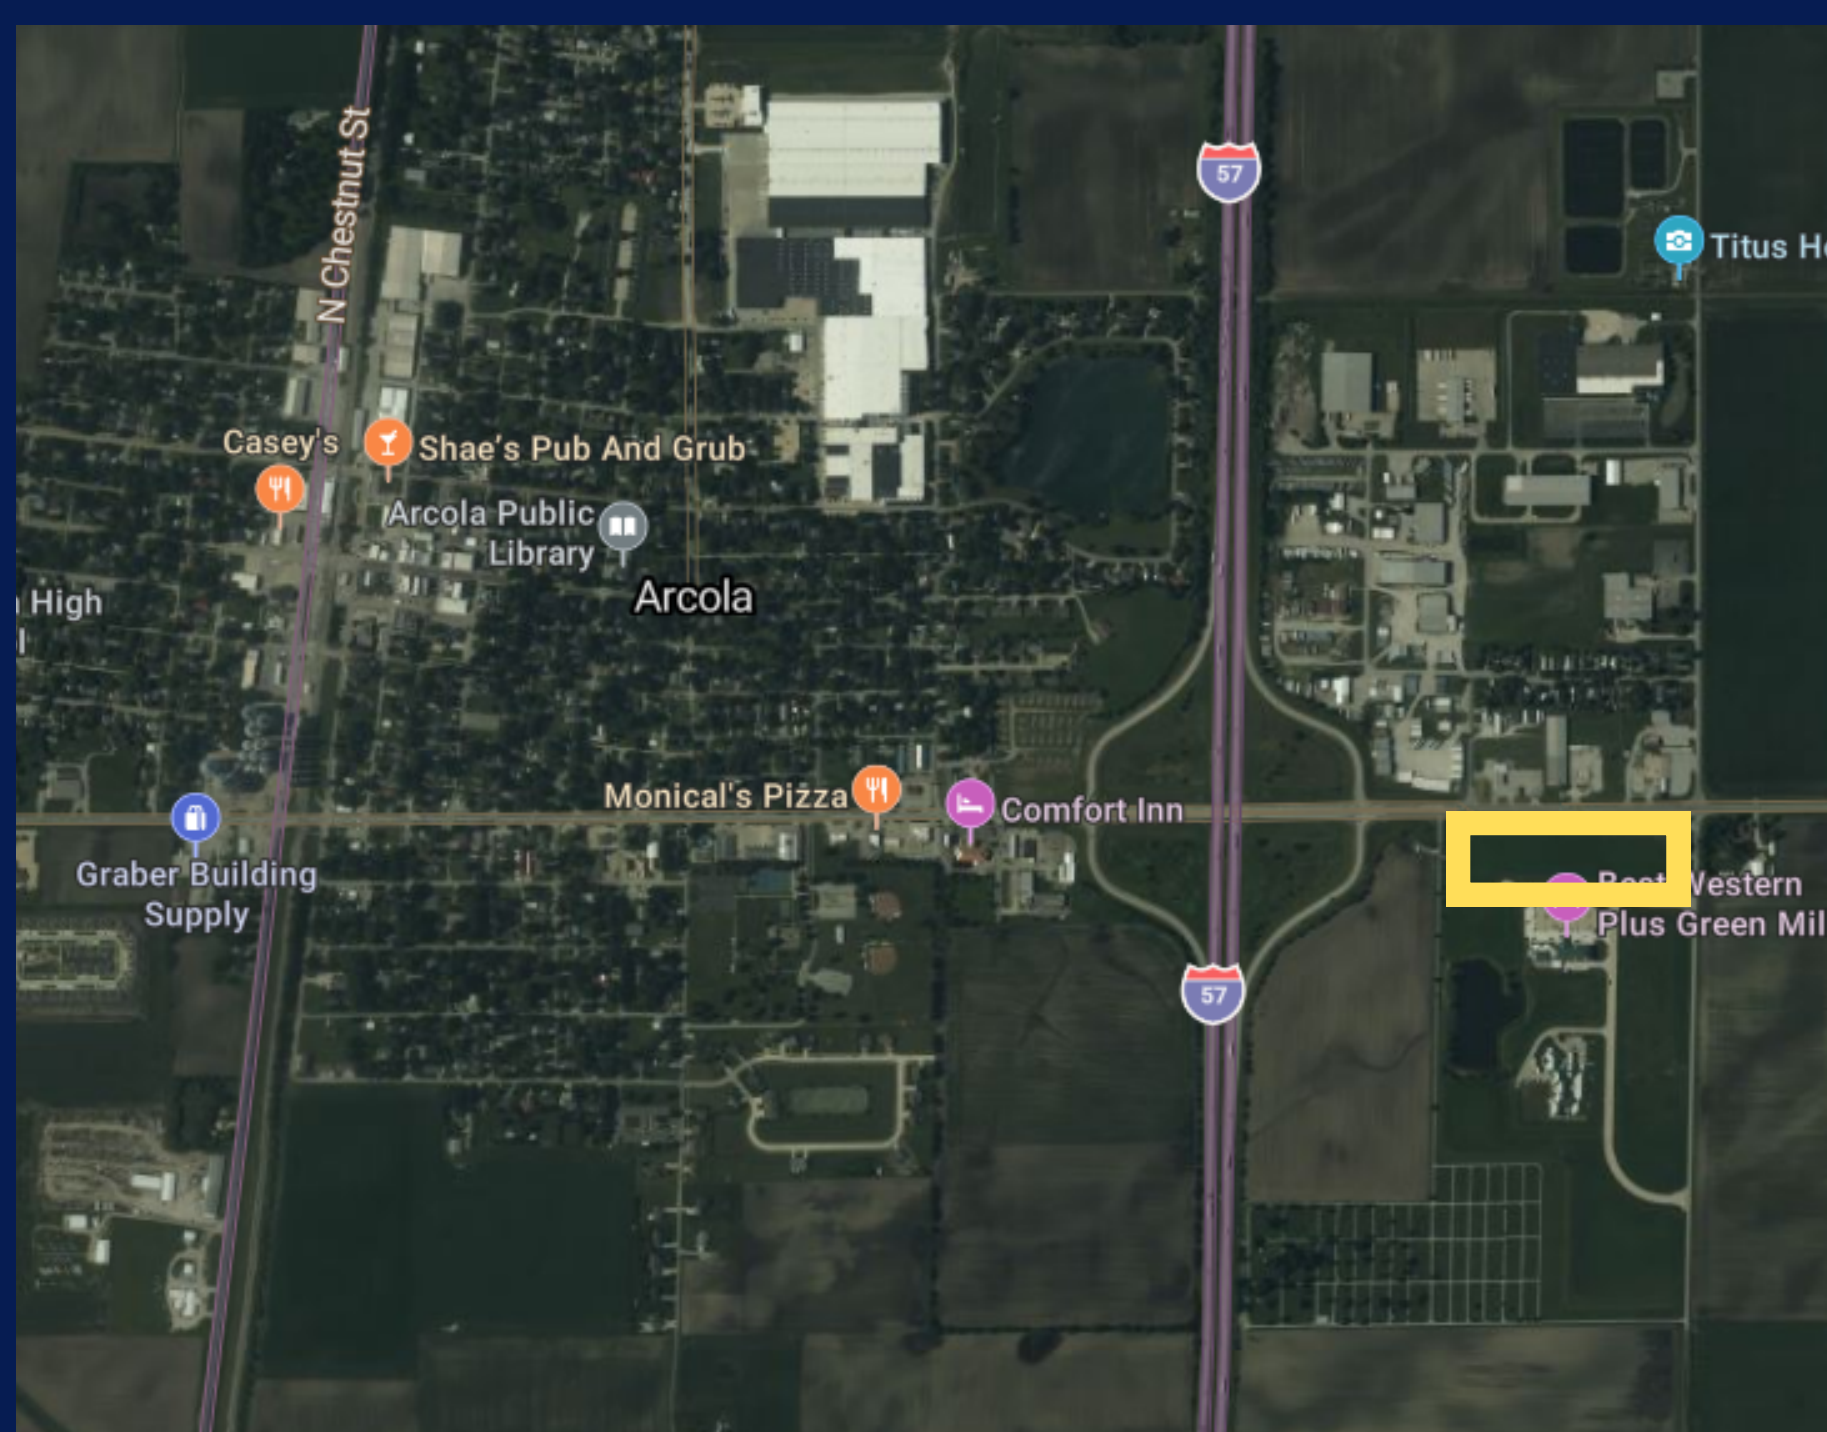 N Chestnut St
57
Titus H
Casey's
Shae's Pub And Grub
Arcola Public
Library
Arcola
High
Monical's Pizza
Comfort Inn
Graber Building
Supply
Best Western
Plus Green Mil
57